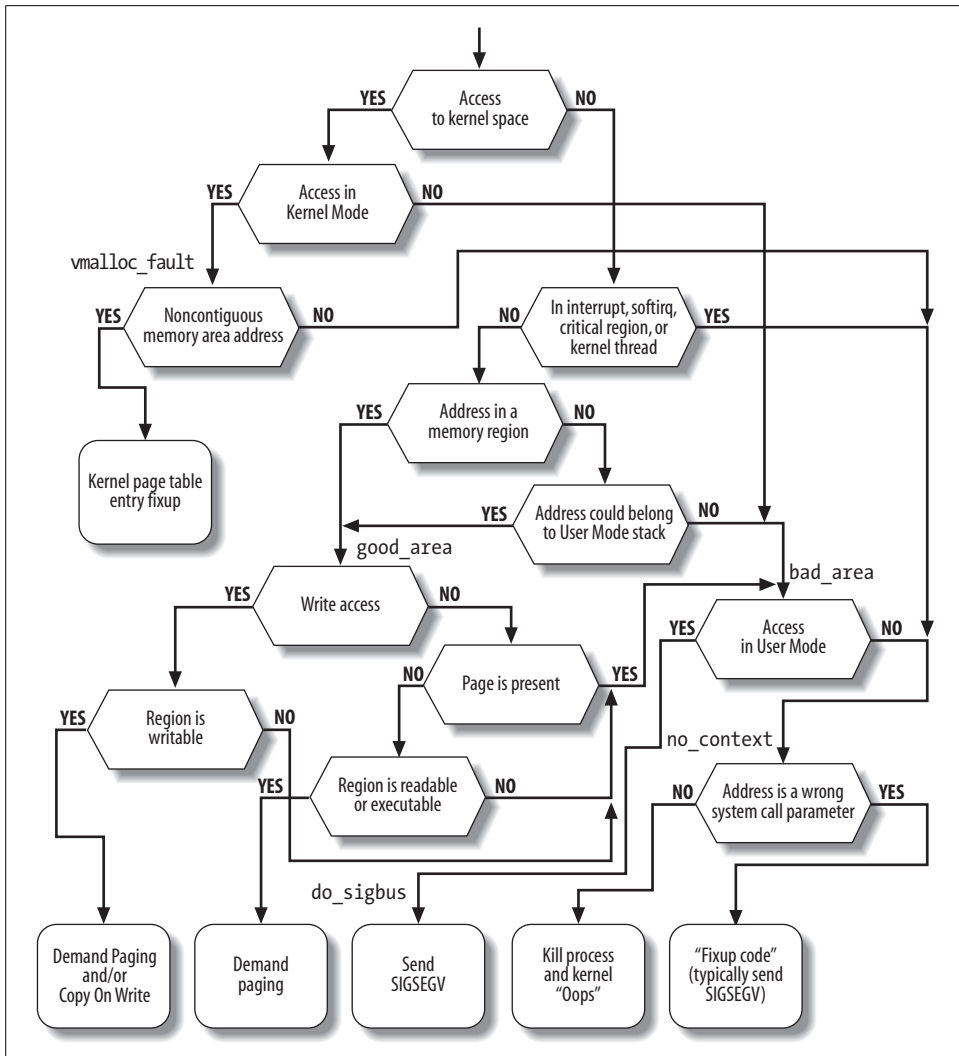 Access
to kernel space
YES
NO
Access in
Kernel Mode
YES
NO
vmalloc_fault
Noncontiguous
memory area address
YES
NO
In interrupt, softirq,
critical region, or
kernel thread
NO
YES
Address in a
memory region
YES
NO
Kernel page table
entry fixup
Address could belong
to User Mode stack
YES
NO
good_area
bad_area
Write access
YES
NO
Access
in User Mode
YES
NO
Page is present
NO
YES
Region is
writable
YES
NO
no_context
Region is readable
or executable
YES
NO
Address is a wrong
system call parameter
NO
YES
do_sigbus
Demand Paging
and/or
Copy On Write
Demand
paging
Send
SIGSEGV
Kill process
and kernel
“Oops”
“Fixup code”
(typically send
SIGSEGV)